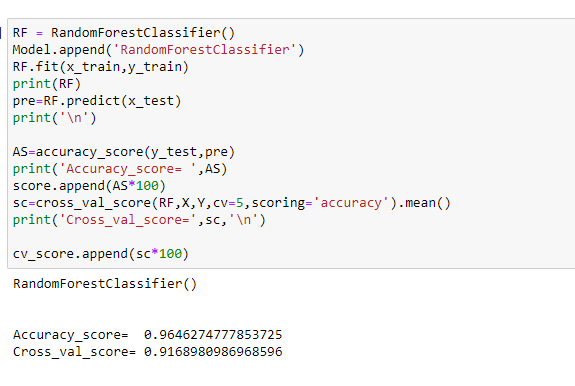 RF = RandomForestClassifier()
Model.append('RandomForestClassifier')
RF.fit(x_train,y_train)
print(RF)
pre=RF.predict(x_test)
print('\n')
AS=accuracy_score(y_test,pre)
print('Accuracy_score= ',AS)
score.append(AS*100)
sc=cross_val_score(RF,X,Y,cv=5,scoring='accuracy').mean()
print('Cross_val_score=',sc,'\n')
cv_score.append(sc*100)
RandomForestClassifier()
Accuracy_score=  0.9646274777853725
Cross_val_score= 0.9168980986968596